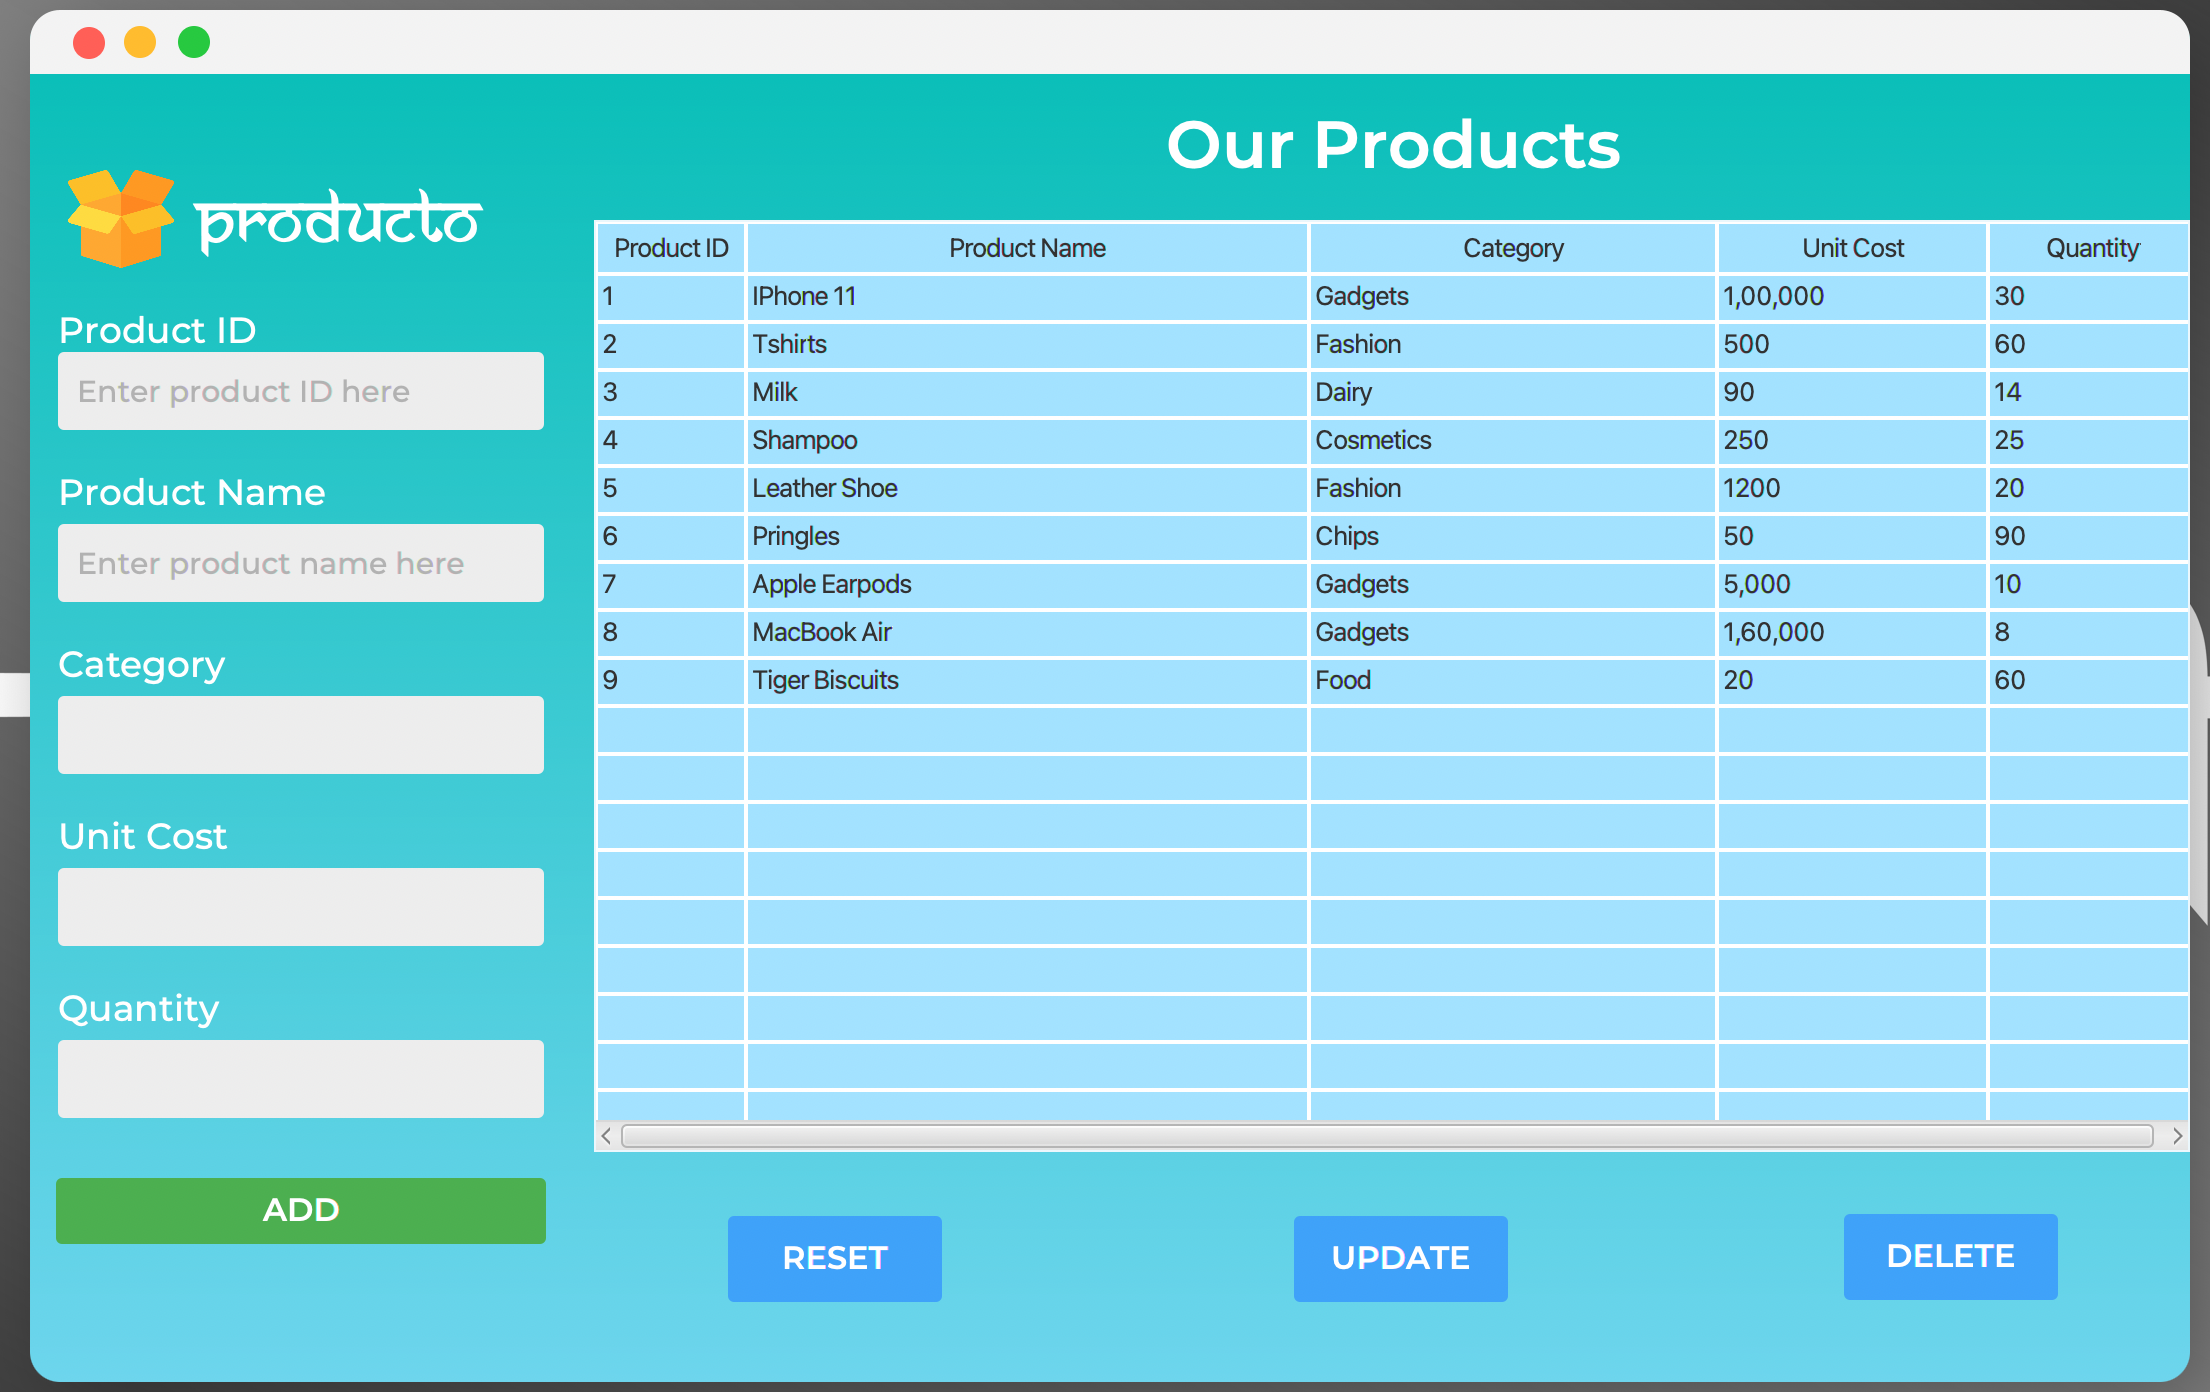 Our Products
Producto
Product ID
Enter product ID here
Product Name
Enter product name here
Category
Unit Cost
Quantity
ADD
Product ID Product Name Category Unit Cost Quantity
1 IPhone 11 Gadgets 1,00,000 30
2 Tshirts Fashion 500 60
3 Milk Dairy 90 14
4 Shampoo Cosmetics 250 25
5 Leather Shoe Fashion 1200 20
6 Pringles Chips 50 90
7 Apple Earpods Gadgets 5,000 10
8 MacBook Air Gadgets 1,60,000 8
9 Tiger Biscuits Food 20 60
RESET UPDATE DELETE